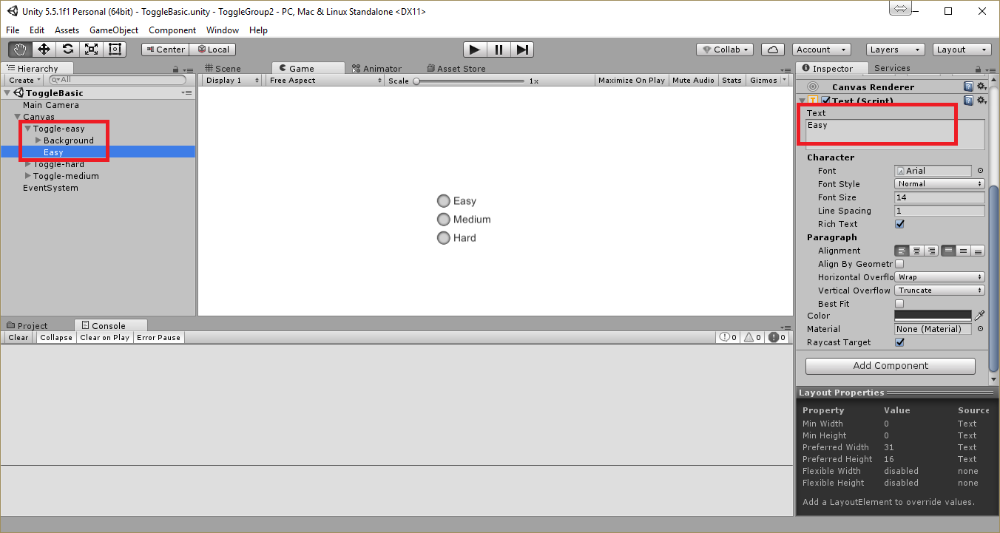 Unity 5.5.1f1 Personal (64bit) - ToggleBasic.unity - ToggleGroup2 - PC, Mac & Linux Standalone <DX11>
File Edit Assets GameObject Component Window Help
Center Local Collab Account Layers Layout
Hierarchy
Create All
ToggleBasic
Main Camera
Canvas
Toggle-easy
Background
Easy
Toggle-hard
Toggle-medium
EventSystem
Scene Game Animator Asset Store
Display 1 Free Aspect Scale 1x Maximize On Play Mute Audio Stats Gizmos
Easy
Medium
Hard
Project Console
Clear Collapse Clear on Play Error Pause 0 0 0
Inspector Services
Canvas Renderer
Text (Script)
Text
Easy
Character
Font Arial
Font Style Normal
Font Size 14
Line Spacing 1
Rich Text
Paragraph
Alignment
Align By Geometr
Horizontal Overflo Wrap
Vertical Overflow Truncate
Best Fit
Color
Material None (Material)
Raycast Target
Add Component
Layout Properties
Property Value Source
Min Width 0 Text
Min Height 0 Text
Preferred Width 31 Text
Preferred Height 16 Text
Flexible Width disabled none
Flexible Height disabled none
Add a LayoutElement to override values.